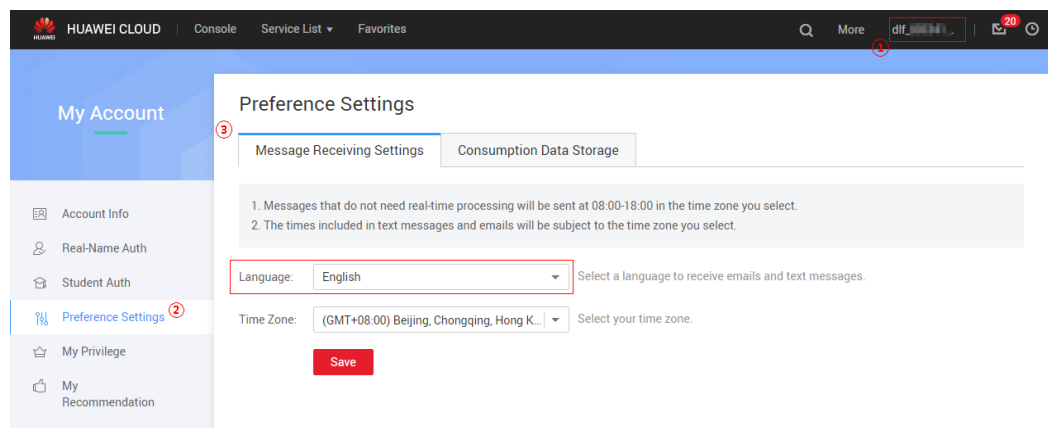 HUAWEI HUAWEI CLOUD Console Service List Favorites More dlf_ 20
①
My Account
Preference Settings
③
Message Receiving Settings Consumption Data Storage
1. Messages that do not need real-time processing will be sent at 08:00-18:00 in the time zone you select.
2. The times included in text messages and emails will be subject to the time zone you select.
Account Info
Real-Name Auth
Student Auth
Preference Settings ②
My Privilege
My
Recommendation
Language: English Select a language to receive emails and text messages.
Time Zone: (GMT+08:00) Beijing, Chongqing, Hong K... Select your time zone.
Save